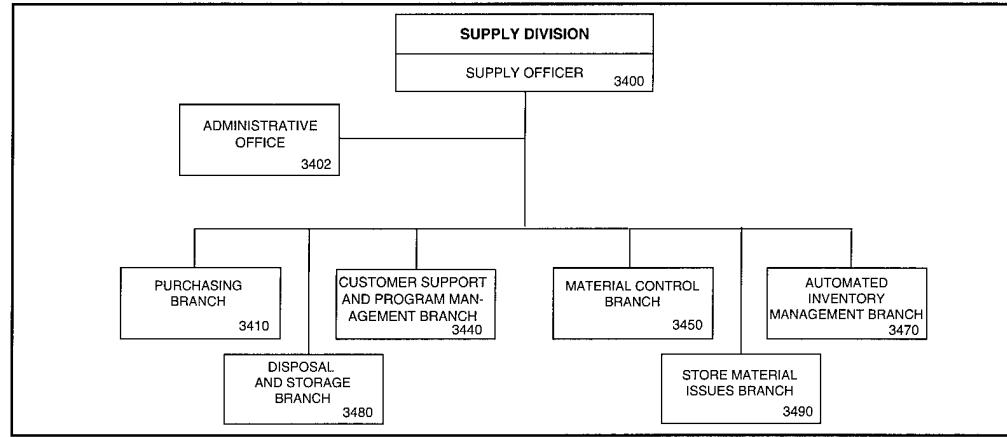 SUPPLY DIVISION
SUPPLY OFFICER
3400
ADMINISTRATIVE
OFFICE
3402
PURCHASING
BRANCH
3410
CUSTOMER SUPPORT
AND PROGRAM MAN-
AGEMENT BRANCH
3440
MATERIAL CONTROL
BRANCH
3450
AUTOMATED
INVENTORY
MANAGEMENT BRANCH
3470
DISPOSAL
AND STORAGE
BRANCH
3480
STORE MATERIAL
ISSUES BRANCH
3490